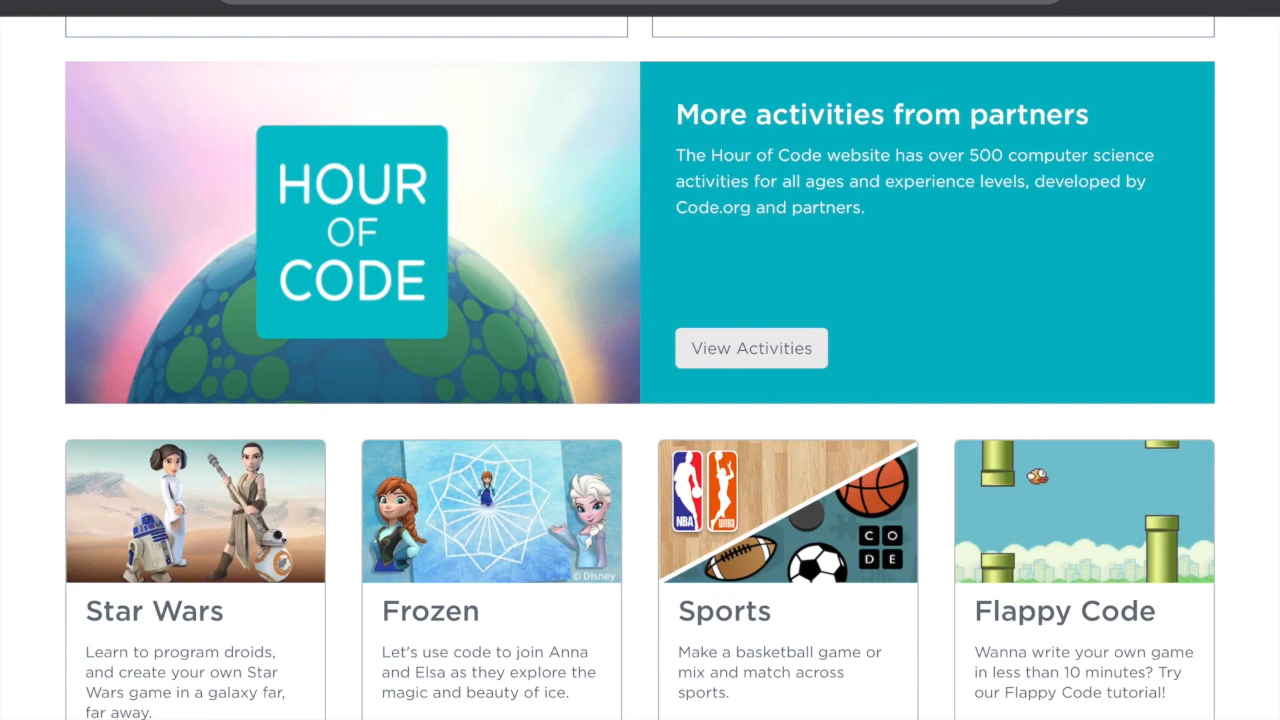 HOUR
OF
CODE
More activities from partners
The Hour of Code website has over 500 computer science
activities for all ages and experience levels, developed by
Code.org and partners.
View Activities
NBA
WNBA
C O
D E
© Disney
Star Wars
Learn to program droids,
and create your own Star
Wars game in a galaxy far,
far away.
Frozen
Let's use code to join Anna
and Elsa as they explore the
magic and beauty of ice.
Sports
Make a basketball game or
mix and match across
sports.
Flappy Code
Wanna write your own game
in less than 10 minutes? Try
our Flappy Code tutorial!